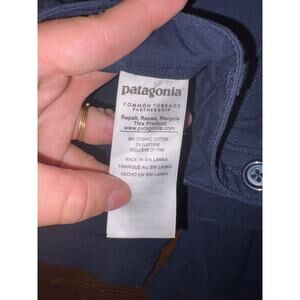 patagonia®
COMMON THREADS
PARTNERSHIP
Repair, Reuse, Recycle
This Product
www.patagonia.com
98% ORGANIC COTTON
2% ELASTANE
EXCLUSIVE OF TRIM
MADE IN SRI LANKA
FABRIQUÉ AU SRI LANKA
HECHO EN SRI LANKA